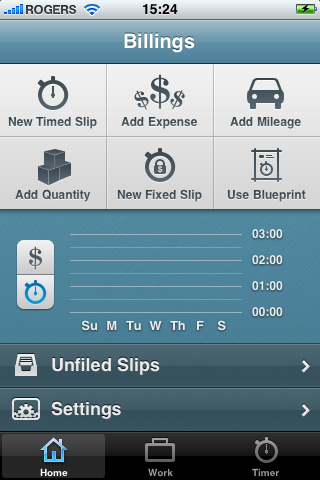 ROGERS 15:24
Billings
New Timed Slip Add Expense Add Mileage
Add Quantity New Fixed Slip Use Blueprint
03:00
$ 02:00
01:00
00:00
Su M Tu W Th F S
Unfiled Slips
Settings
Home Work Timer